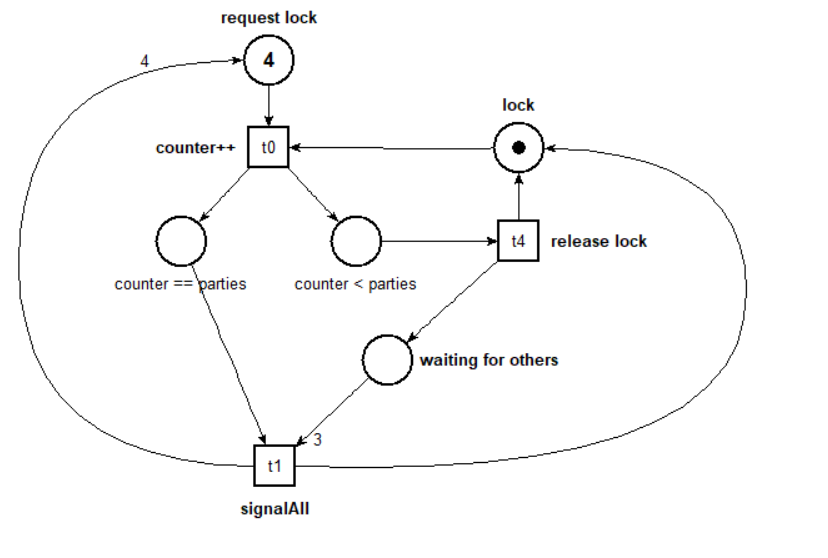 request lock
4
4
lock
counter++
t0
t4
release lock
counter == parties
counter < parties
waiting for others
3
t1
signalAll